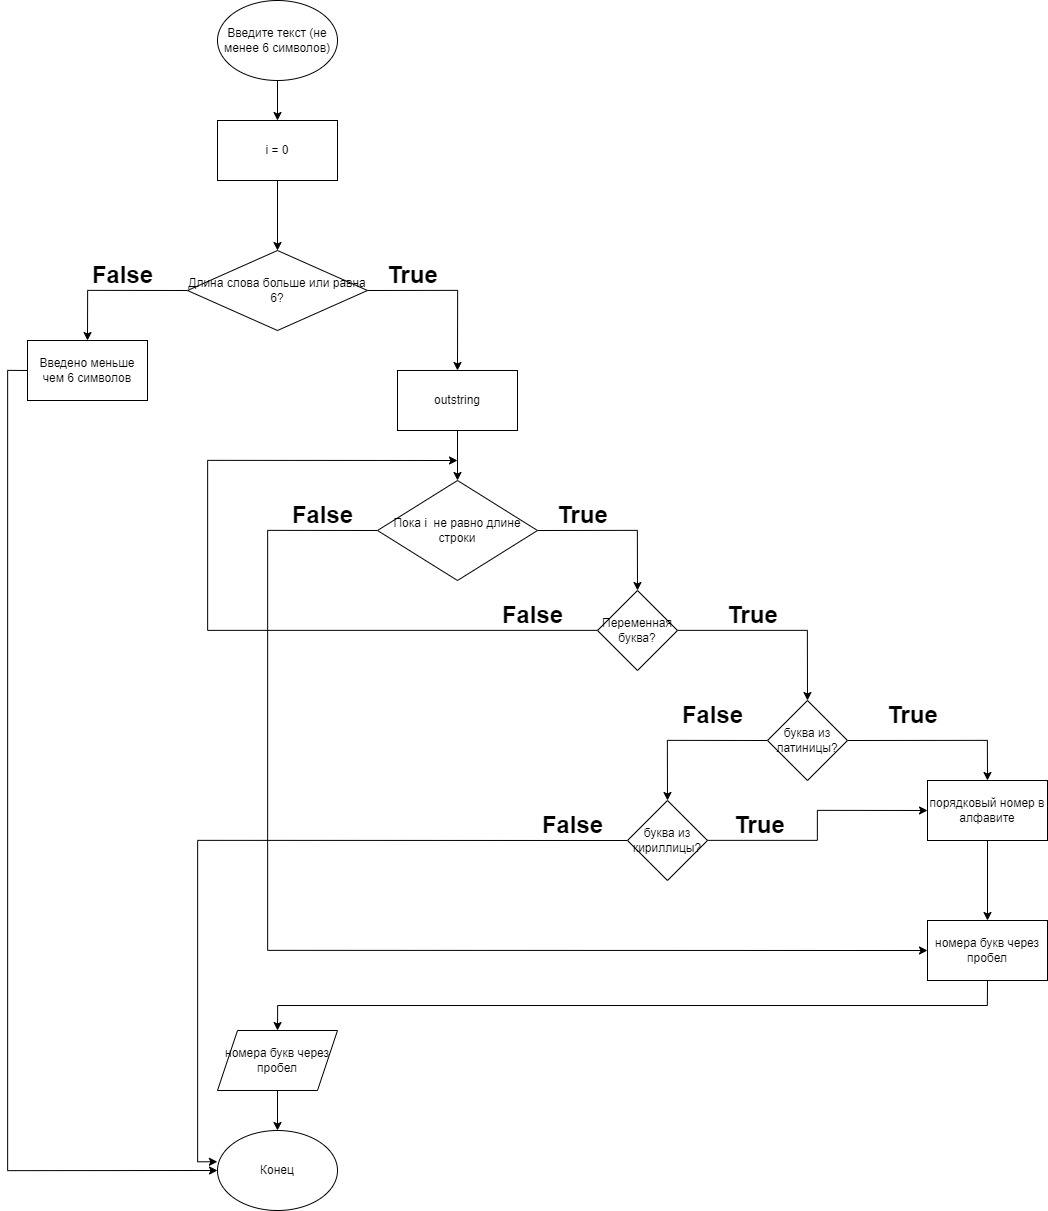 Введите текст (не
менее 6 символов)
i = 0
False
True
Длина слова больше или равна
6?
Введено меньше
чем 6 символов
outstring
False
True
Пока i  не равно длине
строки
False
True
Переменная
буква?
False
True
буква из
латиницы?
порядковый номер в
алфавите
False
True
буква из
кириллицы?
номера букв через
пробел
номера букв через
пробел
Конец